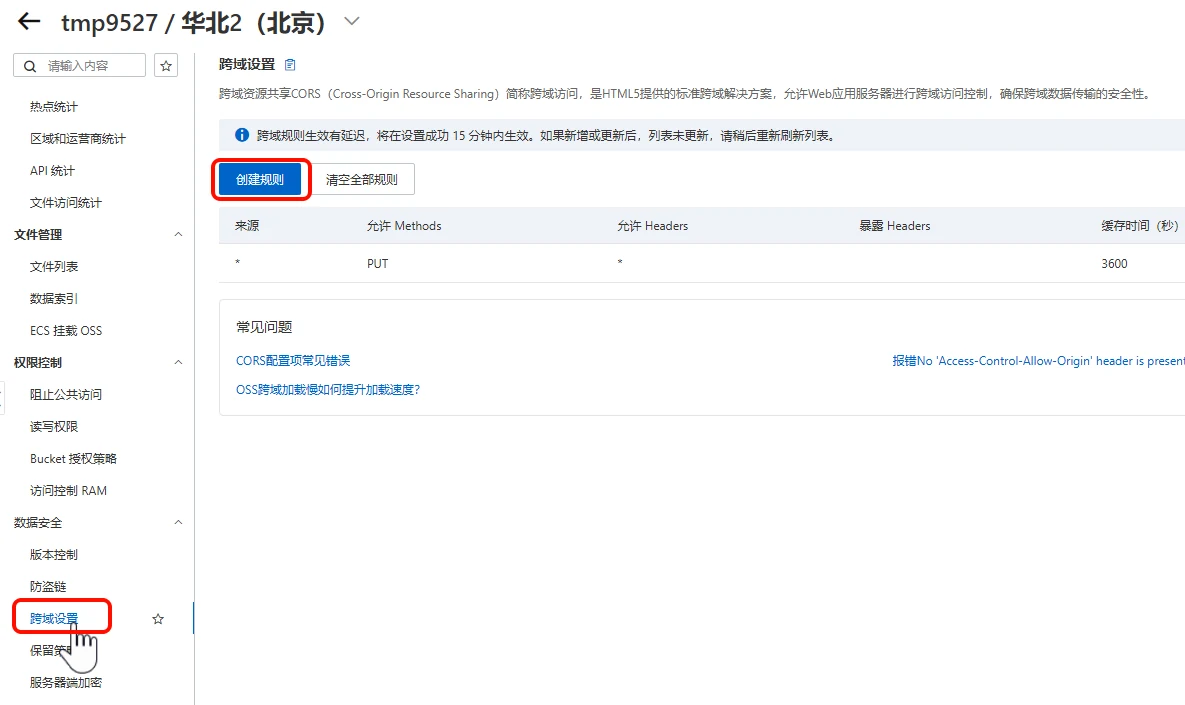 tmp9527 / 华北2（北京）
请输入内容
热点统计
区域和运营商统计
API 统计
文件访问统计
文件管理
文件列表
数据索引
ECS 挂载 OSS
权限控制
阻止公共访问
读写权限
Bucket 授权策略
访问控制 RAM
数据安全
版本控制
防盗链
跨域设置
保留
服务器端加密
跨域设置
跨域资源共享CORS（Cross-Origin Resource Sharing）简称跨域访问，是HTML5提供的标准跨域解决方案，允许Web应用服务器进行跨域访问控制，确保跨域数据传输的安全性。
跨域规则生效有延迟，将在设置成功 15 分钟内生效。如果新增或更新后，列表未更新，请稍后重新刷新列表。
创建规则 清空全部规则
来源 允许 Methods 允许 Headers 暴露 Headers 缓存时间（秒）
* PUT * 3600
常见问题
CORS配置项常见错误 报错No 'Access-Control-Allow-Origin' header is present
OSS跨域加载慢如何提升加载速度?